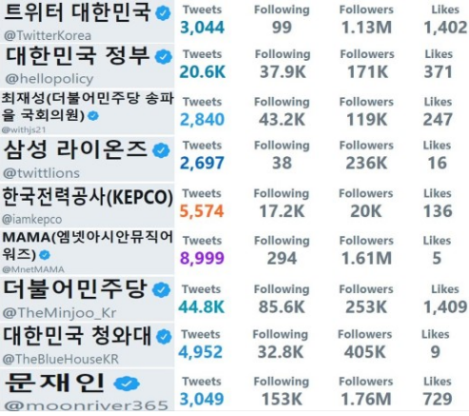 트위터 대한민국
@TwitterKorea
Tweets Following Followers Likes
3,044 99 1.13M 1,402
대한민국 정부
@hellopolicy
Tweets Following Followers Likes
20.6K 37.9K 171K 371
최재성(더불어민주당 송파
을 국회의원)
@withjs21
Tweets Following Followers Likes
2,840 43.2K 119K 247
삼성 라이온즈
@twittlions
Tweets Following Followers Likes
2,697 38 236K 16
한국전력공사(KEPCO)
@iamkepco
Tweets Following Followers Likes
5,574 17.2K 20K 136
MAMA(엠넷아시안뮤직어
워즈)
@MnetMAMA
Tweets Following Followers Likes
8,999 294 1.61M 5
더불어민주당
@TheMinjoo_Kr
Tweets Following Followers Likes
44.8K 85.6K 253K 1,409
대한민국 청와대
@TheBlueHouseKR
Tweets Following Followers Likes
4,952 32.8K 405K 9
문재인
@moonriver365
Tweets Following Followers Likes
3,049 153K 1.76M 729